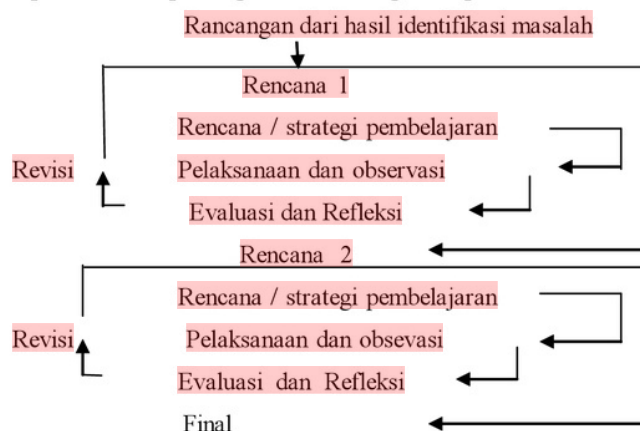 Rancangan dari hasil identifikasi masalah
Rencana 1
Rencana / strategi pembelajaran
Revisi Pelaksanaan dan observasi
Evaluasi dan Refleksi
Rencana 2
Rencana / strategi pembelajaran
Revisi Pelaksanaan dan obsevasi
Evaluasi dan Refleksi
Final